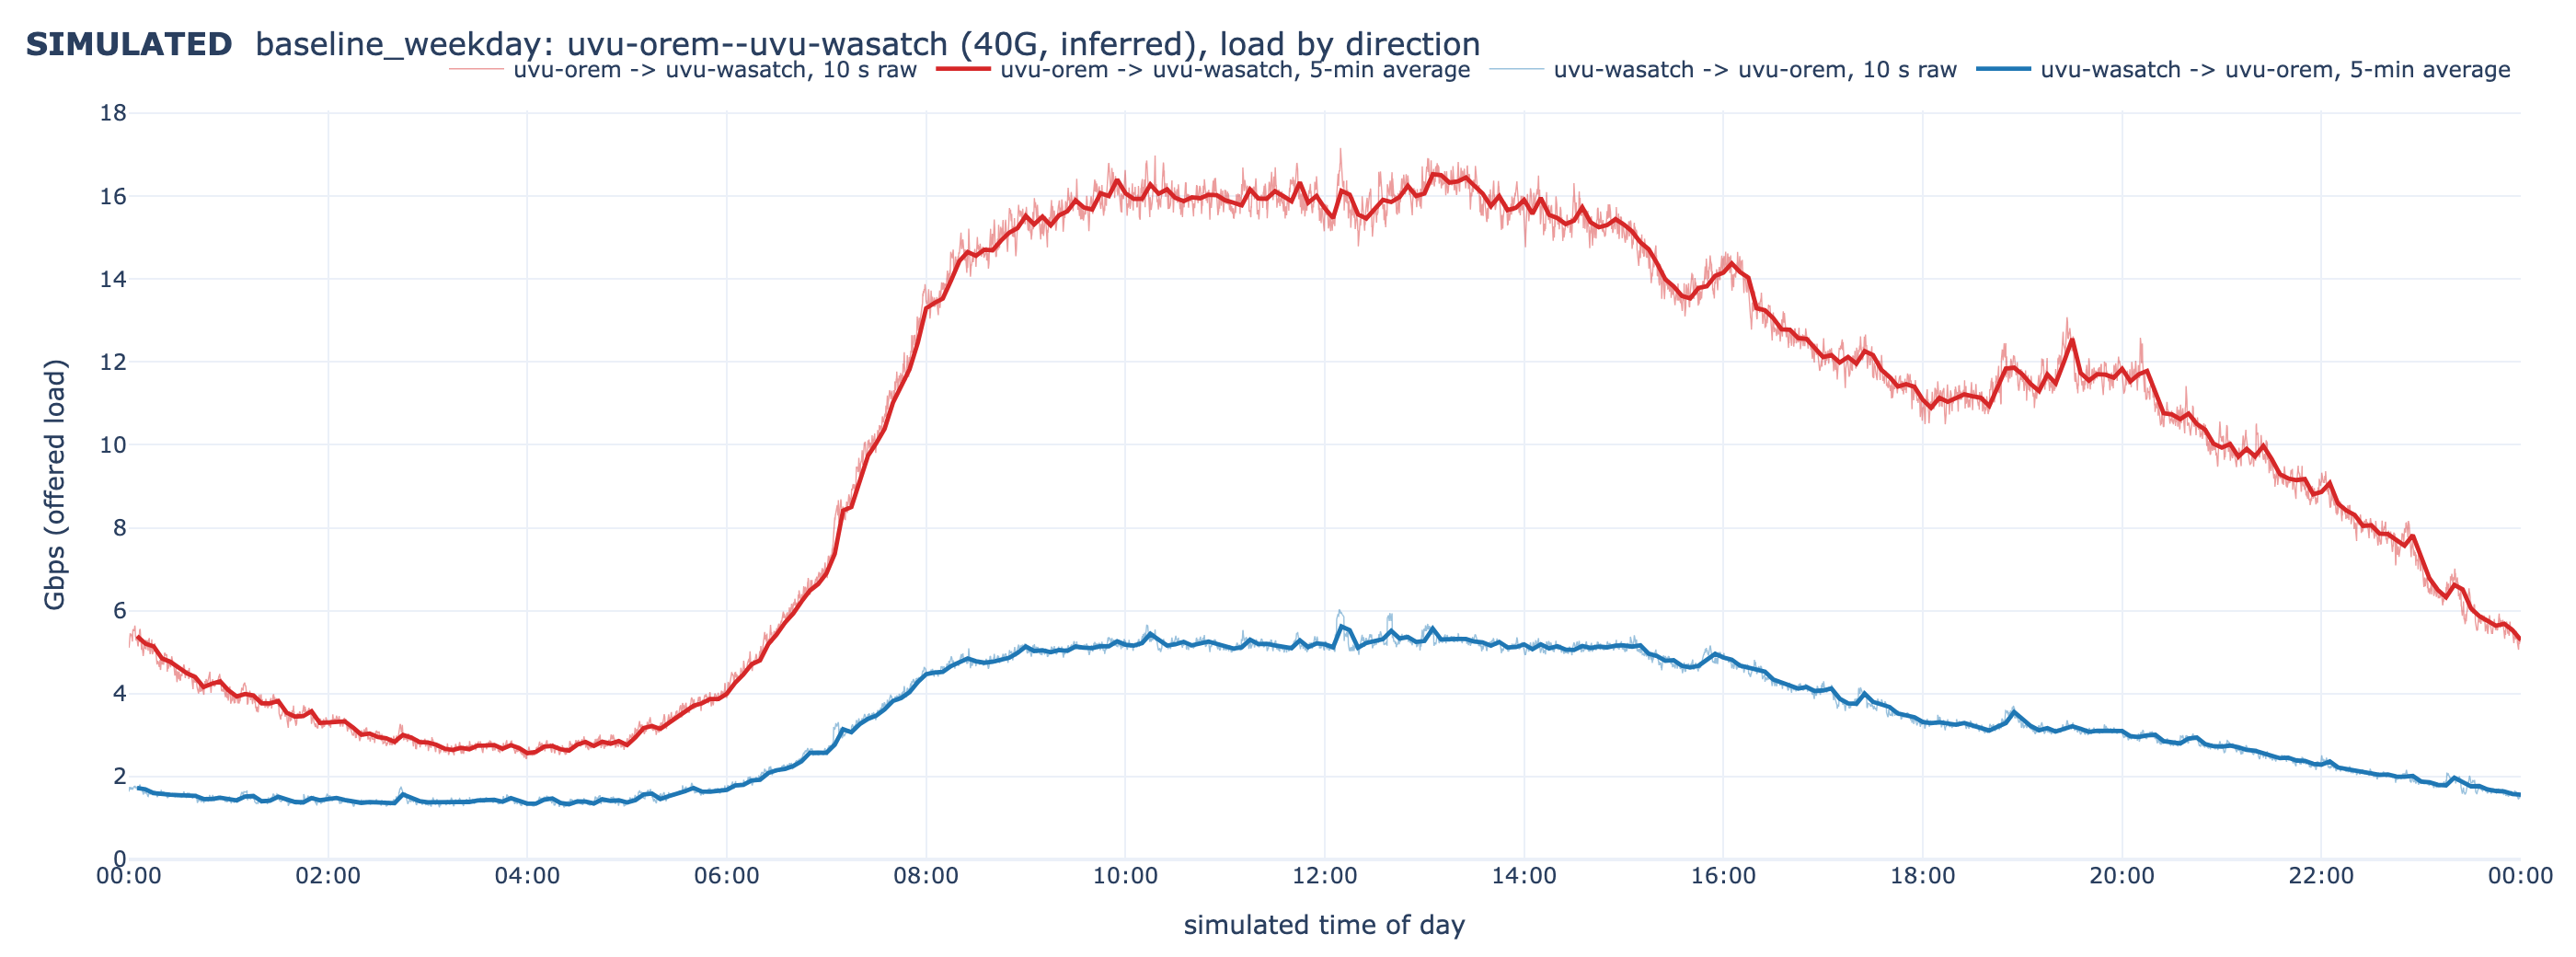 SIMULATED baseline_weekday: uvu-orem--uvu-wasatch (40G, inferred), load by direction
uvu-orem -> uvu-wasatch, 10 s raw uvu-orem -> uvu-wasatch, 5-min average uvu-wasatch -> uvu-orem, 10 s raw uvu-wasatch -> uvu-orem, 5-min average
18
16
14
12
10
8
6
4
2
0
Gbps (offered load)
00:00 02:00 04:00 06:00 08:00 10:00 12:00 14:00 16:00 18:00 20:00 22:00 00:00
simulated time of day